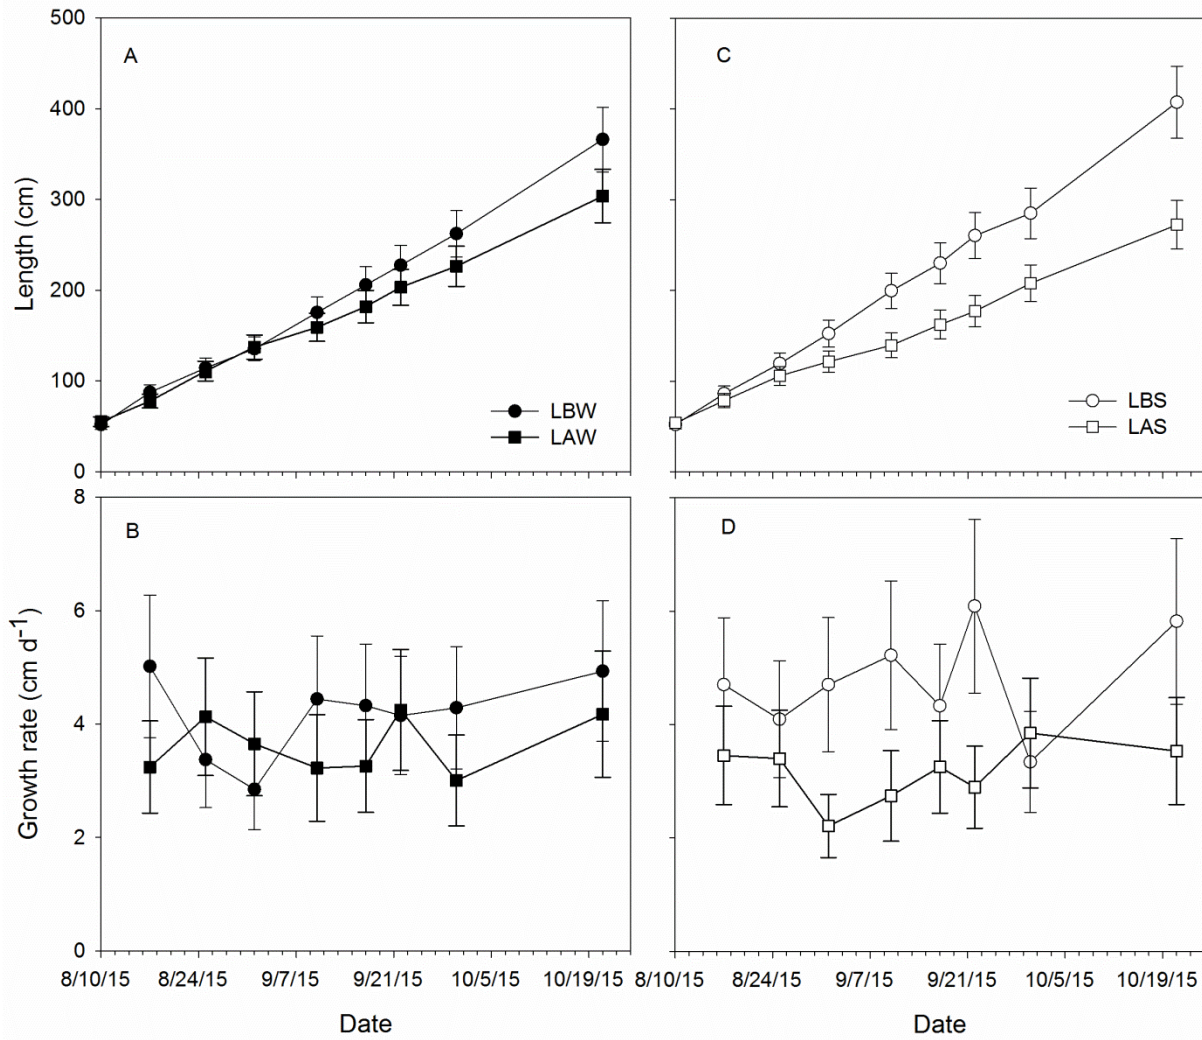 500
A
C
400
300
Length (cm)
200
100
LBW
LAW
LBS
LAS
0
8
B
D
6
Growth rate (cm d⁻¹)
4
2
0
8/10/15 8/24/15 9/7/15 9/21/15 10/5/15 10/19/15 8/10/15 8/24/15 9/7/15 9/21/15 10/5/15 10/19/15
Date Date